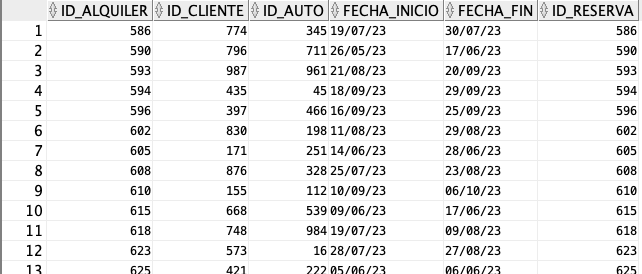 ID_ALQUILER ID_CLIENTE ID_AUTO FECHA_INICIO FECHA_FIN ID_RESERVA
1 586 774 345 19/07/23 30/07/23 586
2 590 796 711 26/05/23 17/06/23 590
3 593 987 961 21/08/23 20/09/23 593
4 594 435 45 18/09/23 29/09/23 594
5 596 397 466 16/09/23 25/09/23 596
6 602 830 198 11/08/23 29/08/23 602
7 605 171 251 14/06/23 28/06/23 605
8 608 876 328 25/07/23 23/08/23 608
9 610 155 112 10/09/23 06/10/23 610
10 615 668 539 09/06/23 17/06/23 615
11 618 748 984 19/07/23 09/08/23 618
12 623 573 16 28/07/23 27/08/23 623
13 625 421 222 05/06/23 06/06/23 625